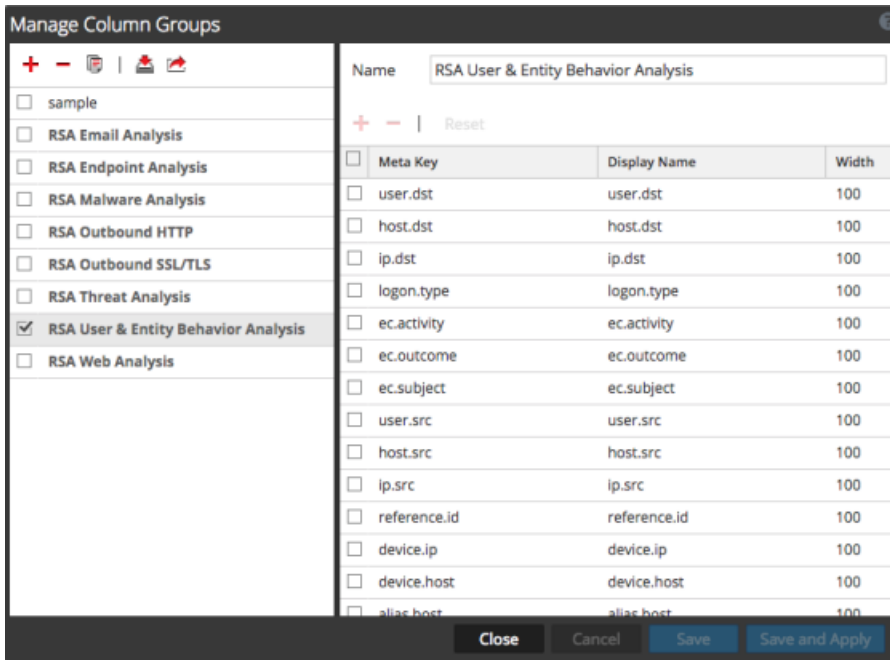 Manage Column Groups
sample
RSA Email Analysis
RSA Endpoint Analysis
RSA Malware Analysis
RSA Outbound HTTP
RSA Outbound SSL/TLS
RSA Threat Analysis
RSA User & Entity Behavior Analysis
RSA Web Analysis
Name RSA User & Entity Behavior Analysis
Reset
Meta Key Display Name Width
user.dst user.dst 100
host.dst host.dst 100
ip.dst ip.dst 100
logon.type logon.type 100
ec.activity ec.activity 100
ec.outcome ec.outcome 100
ec.subject ec.subject 100
user.src user.src 100
host.src host.src 100
ip.src ip.src 100
reference.id reference.id 100
device.ip device.ip 100
device.host device.host 100
alias.host alias.host 100
Close Cancel Save Save and Apply